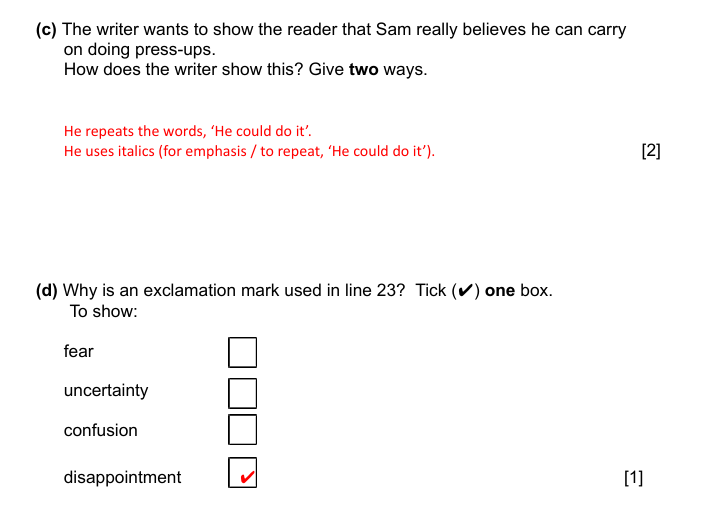 (c) The writer wants to show the reader that Sam really believes he can carry
on doing press-ups.
How does the writer show this? Give two ways.
He repeats the words, ‘He could do it’.
He uses italics (for emphasis / to repeat, ‘He could do it’). [2]
(d) Why is an exclamation mark used in line 23? Tick (✔) one box.
To show:
fear
uncertainty
confusion
disappointment ✔ [1]